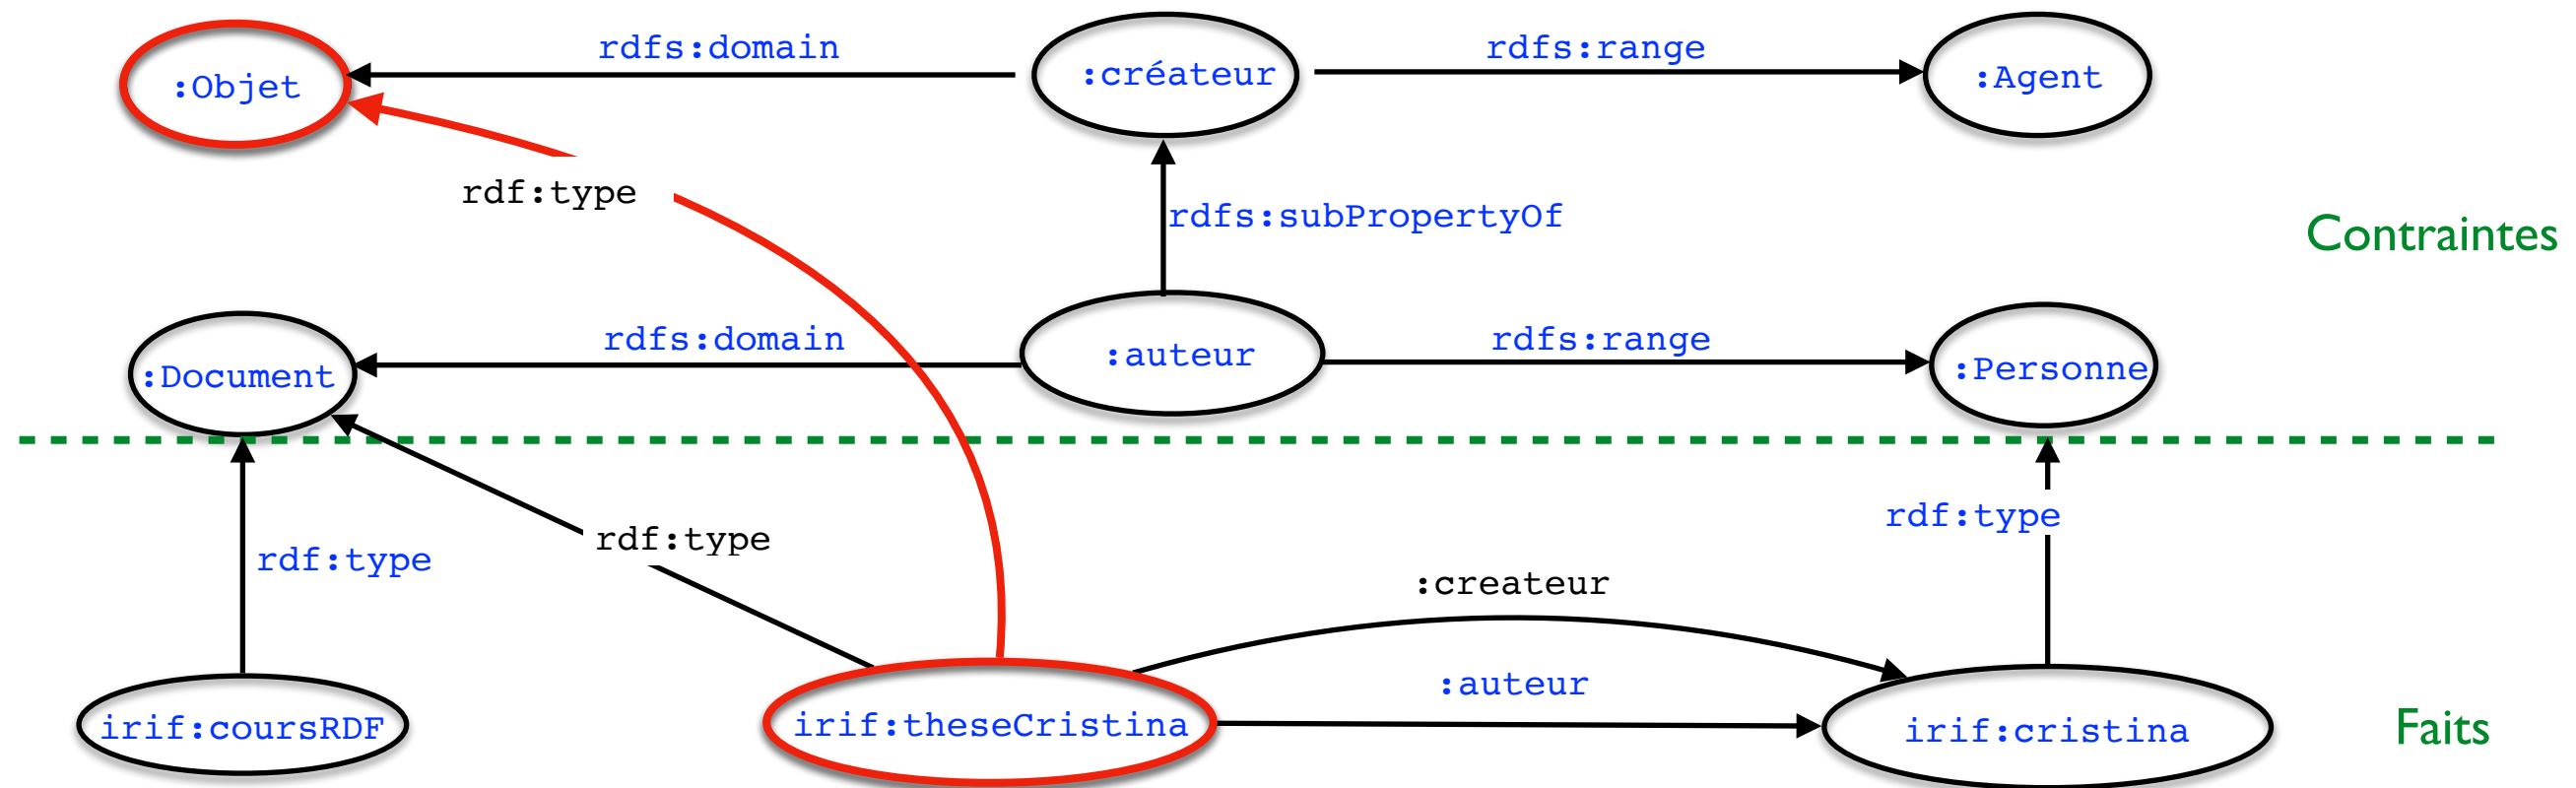 rdfs:domain
rdfs:range
:Objet
:créateur
:Agent
rdf:type
rdfs:subPropertyOf
Contraintes
rdfs:domain
rdfs:range
:Document
:auteur
:Personne
rdf:type
rdf:type
rdf:type
:createur
:auteur
irif:coursRDF
irif:theseCristina
irif:cristina
Faits